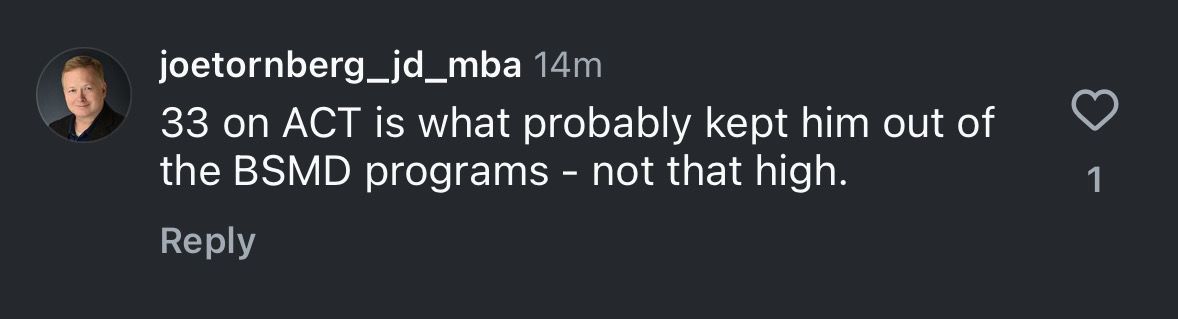 joetornberg_jd_mba 14m
33 on ACT is what probably kept him out of
the BSMD programs - not that high.
1
Reply